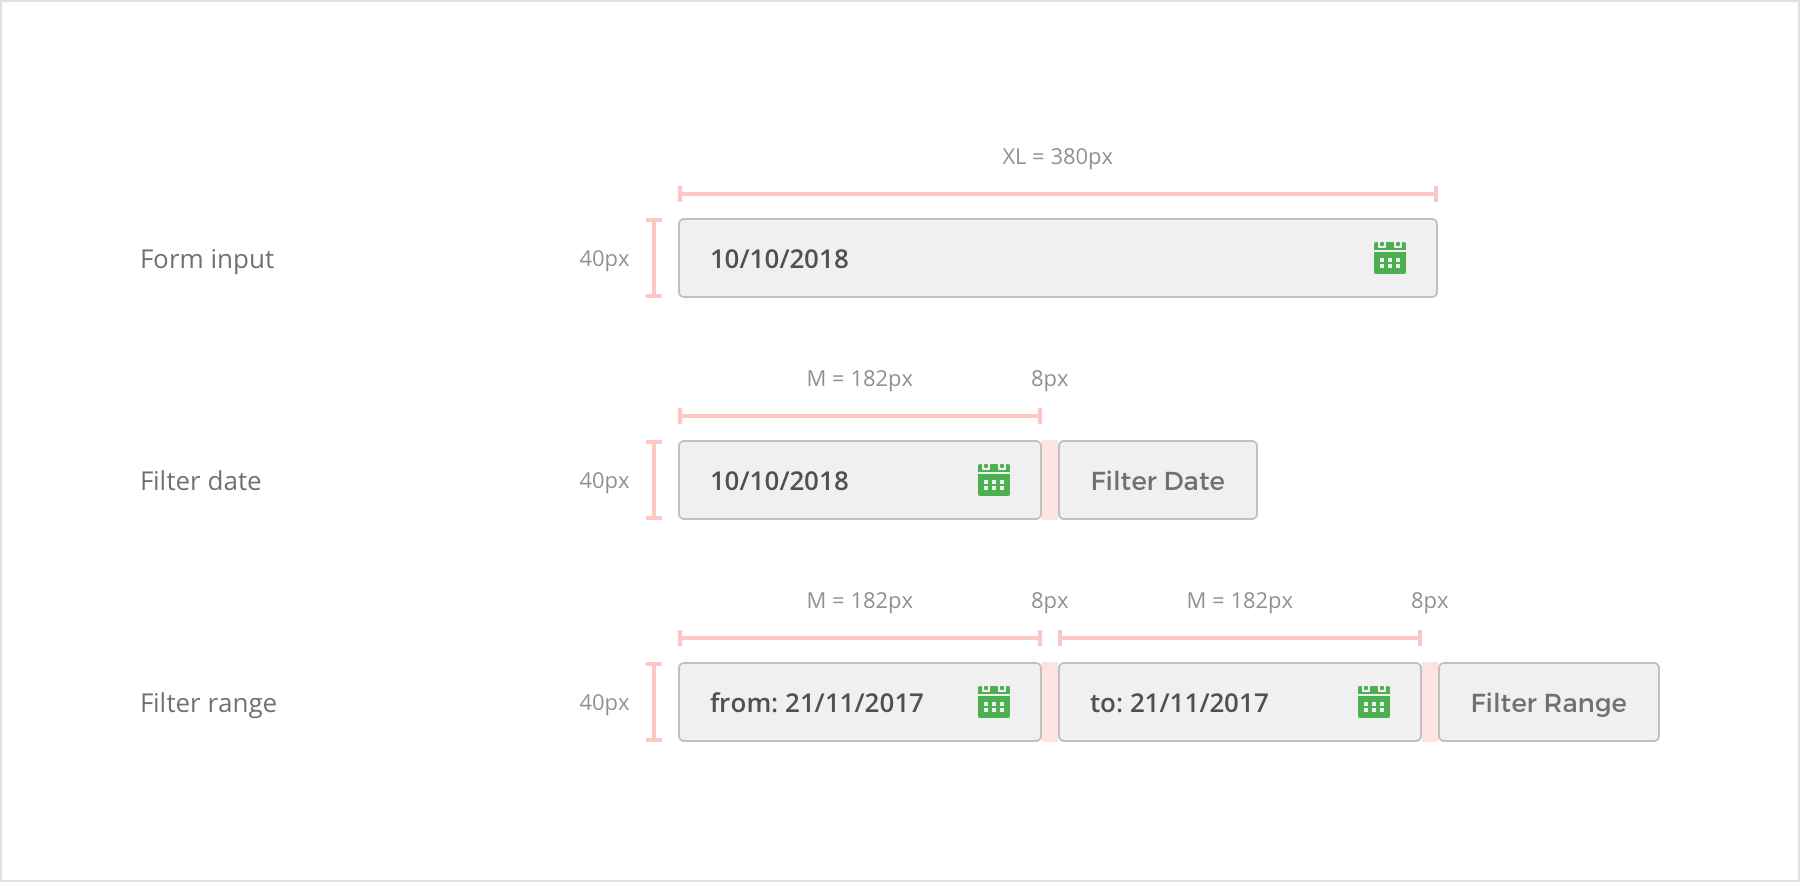 XL = 380px
Form input 40px 10/10/2018
M = 182px 8px
Filter date 40px 10/10/2018 Filter Date
M = 182px 8px M = 182px 8px
Filter range 40px from: 21/11/2017 to: 21/11/2017 Filter Range